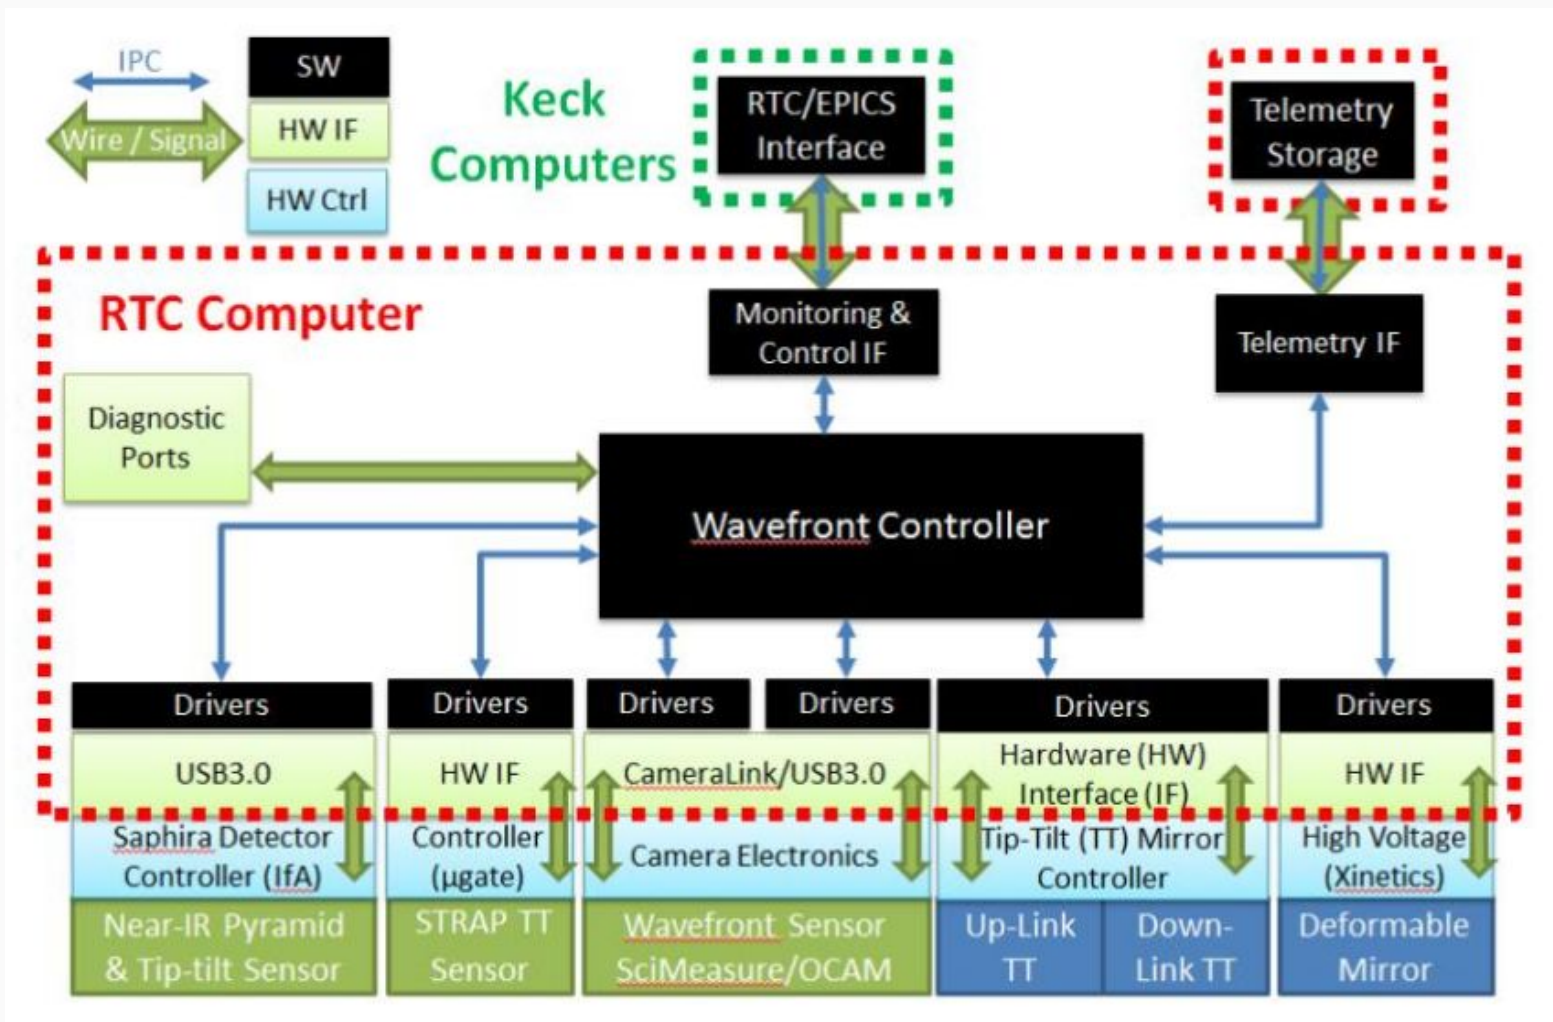 IPC
SW
Wire / Signal
HW IF
HW Ctrl
Keck
Computers
RTC/EPICS
Interface
Telemetry
Storage
RTC Computer
Monitoring &
Control IF
Telemetry IF
Diagnostic
Ports
Wavefront Controller
Drivers
Drivers
Drivers
Drivers
Drivers
Drivers
USB3.0
HW IF
CameraLink/USB3.0
Hardware (HW)
Interface (IF)
HW IF
Saphira Detector
Controller (IfA)
Controller
(µgate)
Camera Electronics
Tip-Tilt (TT) Mirror
Controller
High Voltage
(Xinetics)
Near-IR Pyramid
& Tip-tilt Sensor
STRAP TT
Sensor
Wavefront Sensor
SciMeasure/OCAM
Up-Link
TT
Down-
Link TT
Deformable
Mirror